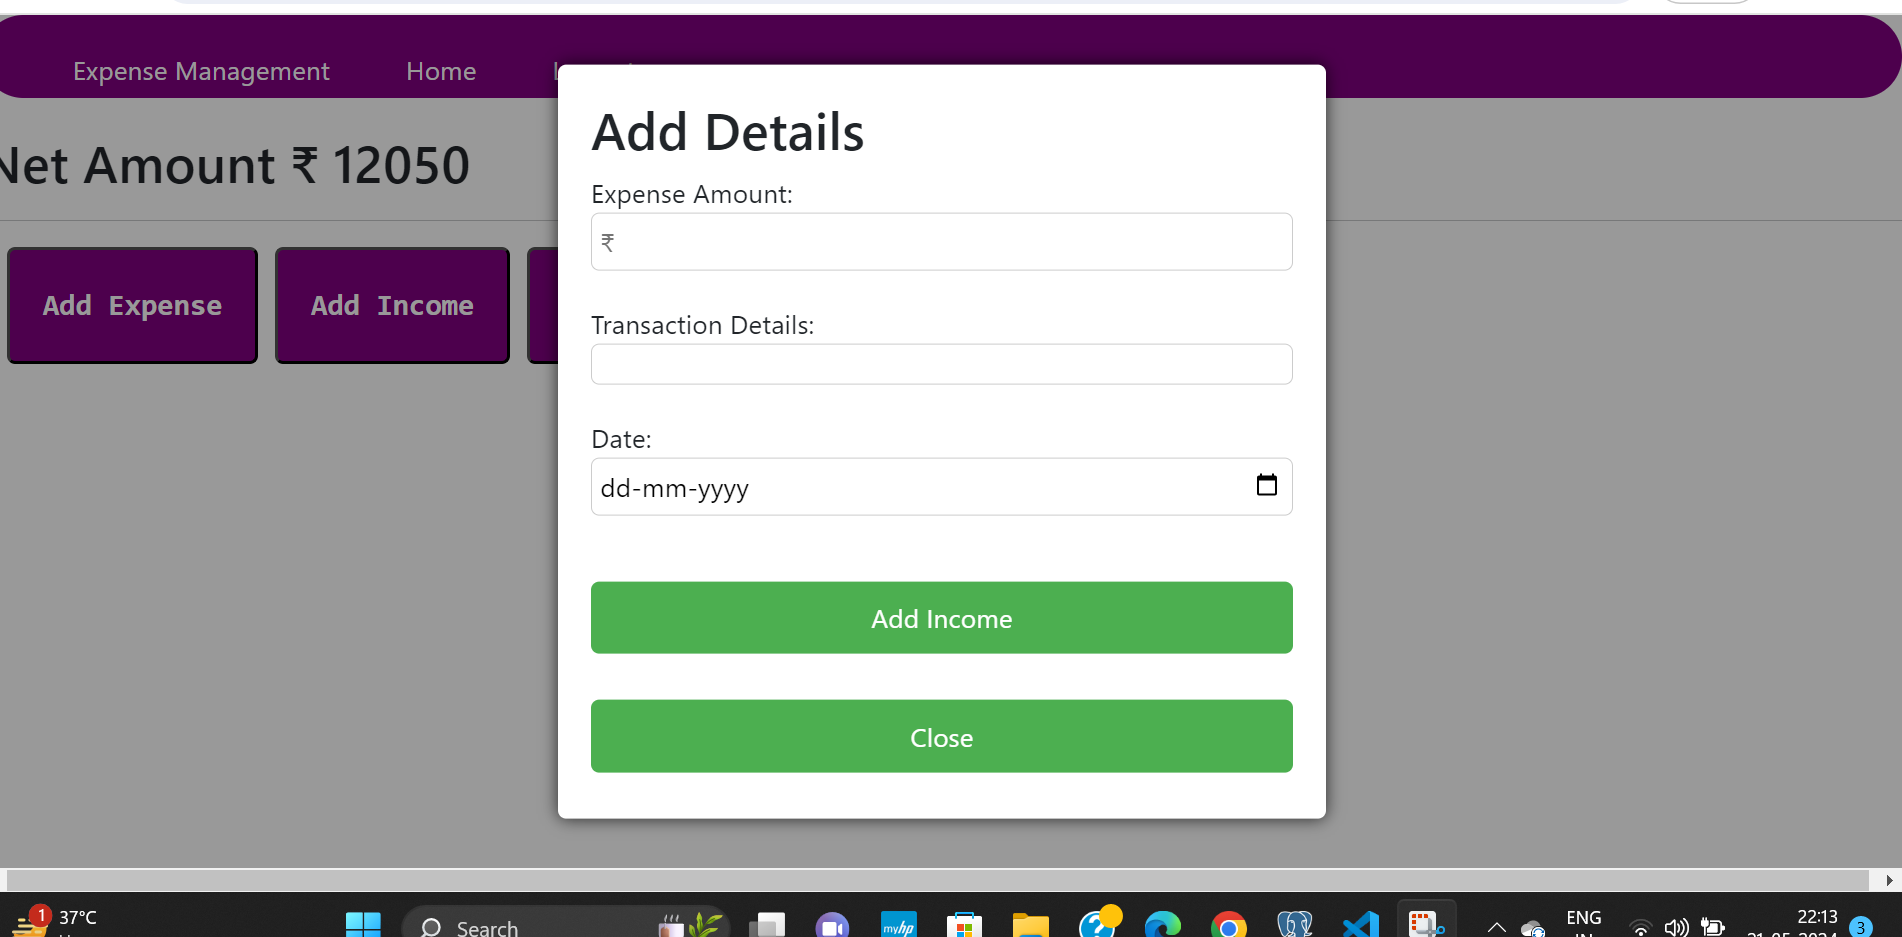 Expense Management Home
Net Amount ₹ 12050
Add Expense
Add Income
Add Details
Expense Amount:
₹
Transaction Details:
Date:
dd-mm-yyyy
Add Income
Close
1
37°C
Search
myhp
ENG
22:13
3